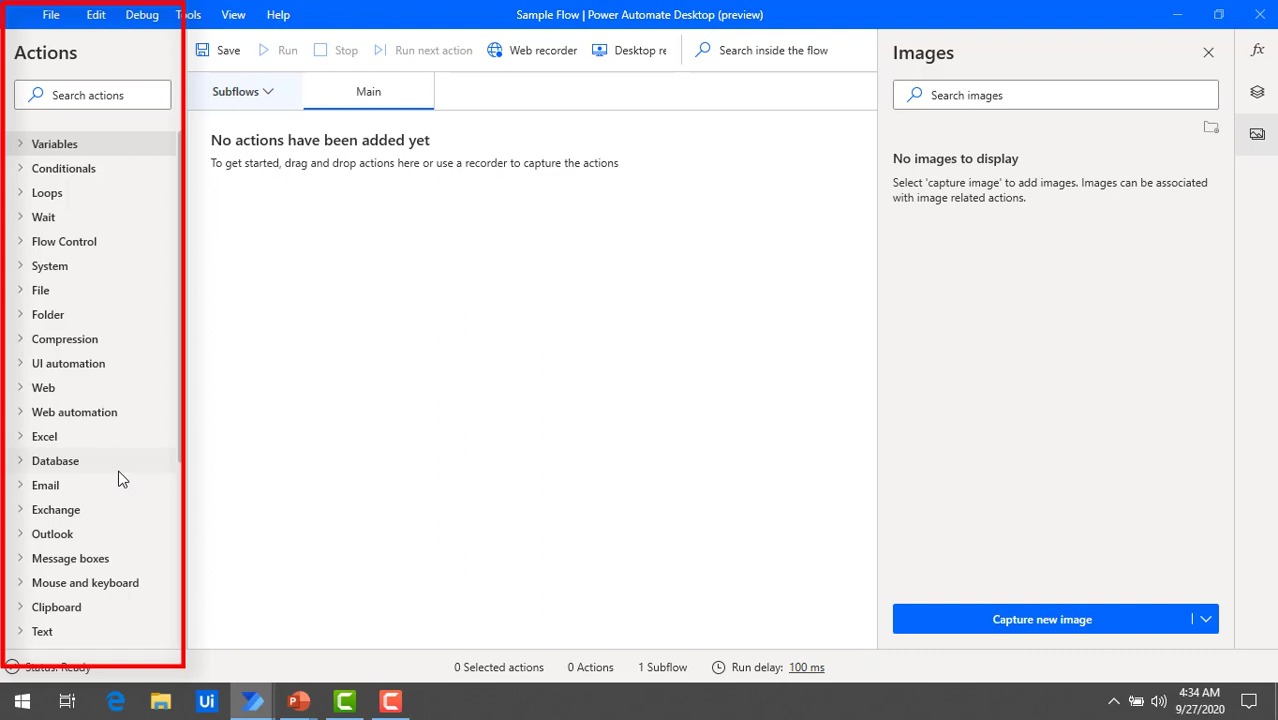 File Edit Debug Tools View Help
Sample Flow | Power Automate Desktop (preview)
Actions
Search actions
Variables
Conditionals
Loops
Wait
Flow Control
System
File
Folder
Compression
UI automation
Web
Web automation
Excel
Database
Email
Exchange
Outlook
Message boxes
Mouse and keyboard
Clipboard
Text
Save Run Stop Run next action Web recorder Desktop re Search inside the flow
Subflows Main
No actions have been added yet
To get started, drag and drop actions here or use a recorder to capture the actions
Images
fx
Search images
No images to display
Select 'capture image' to add images. Images can be associated
with image related actions.
Capture new image
Status: Ready 0 Selected actions 0 Actions 1 Subflow Run delay: 100 ms
Ui
4:34 AM
9/27/2020